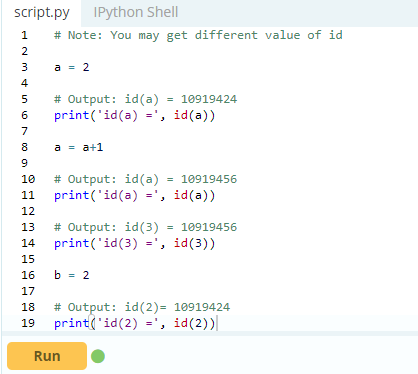 script.py IPython Shell
1 # Note: You may get different value of id
2
3 a = 2
4
5 # Output: id(a) = 10919424
6 print('id(a) =', id(a))
7
8 a = a+1
9
10 # Output: id(a) = 10919456
11 print('id(a) =', id(a))
12
13 # Output: id(3) = 10919456
14 print('id(3) =', id(3))
15
16 b = 2
17
18 # Output: id(2)= 10919424
19 print('id(2) =', id(2))
Run